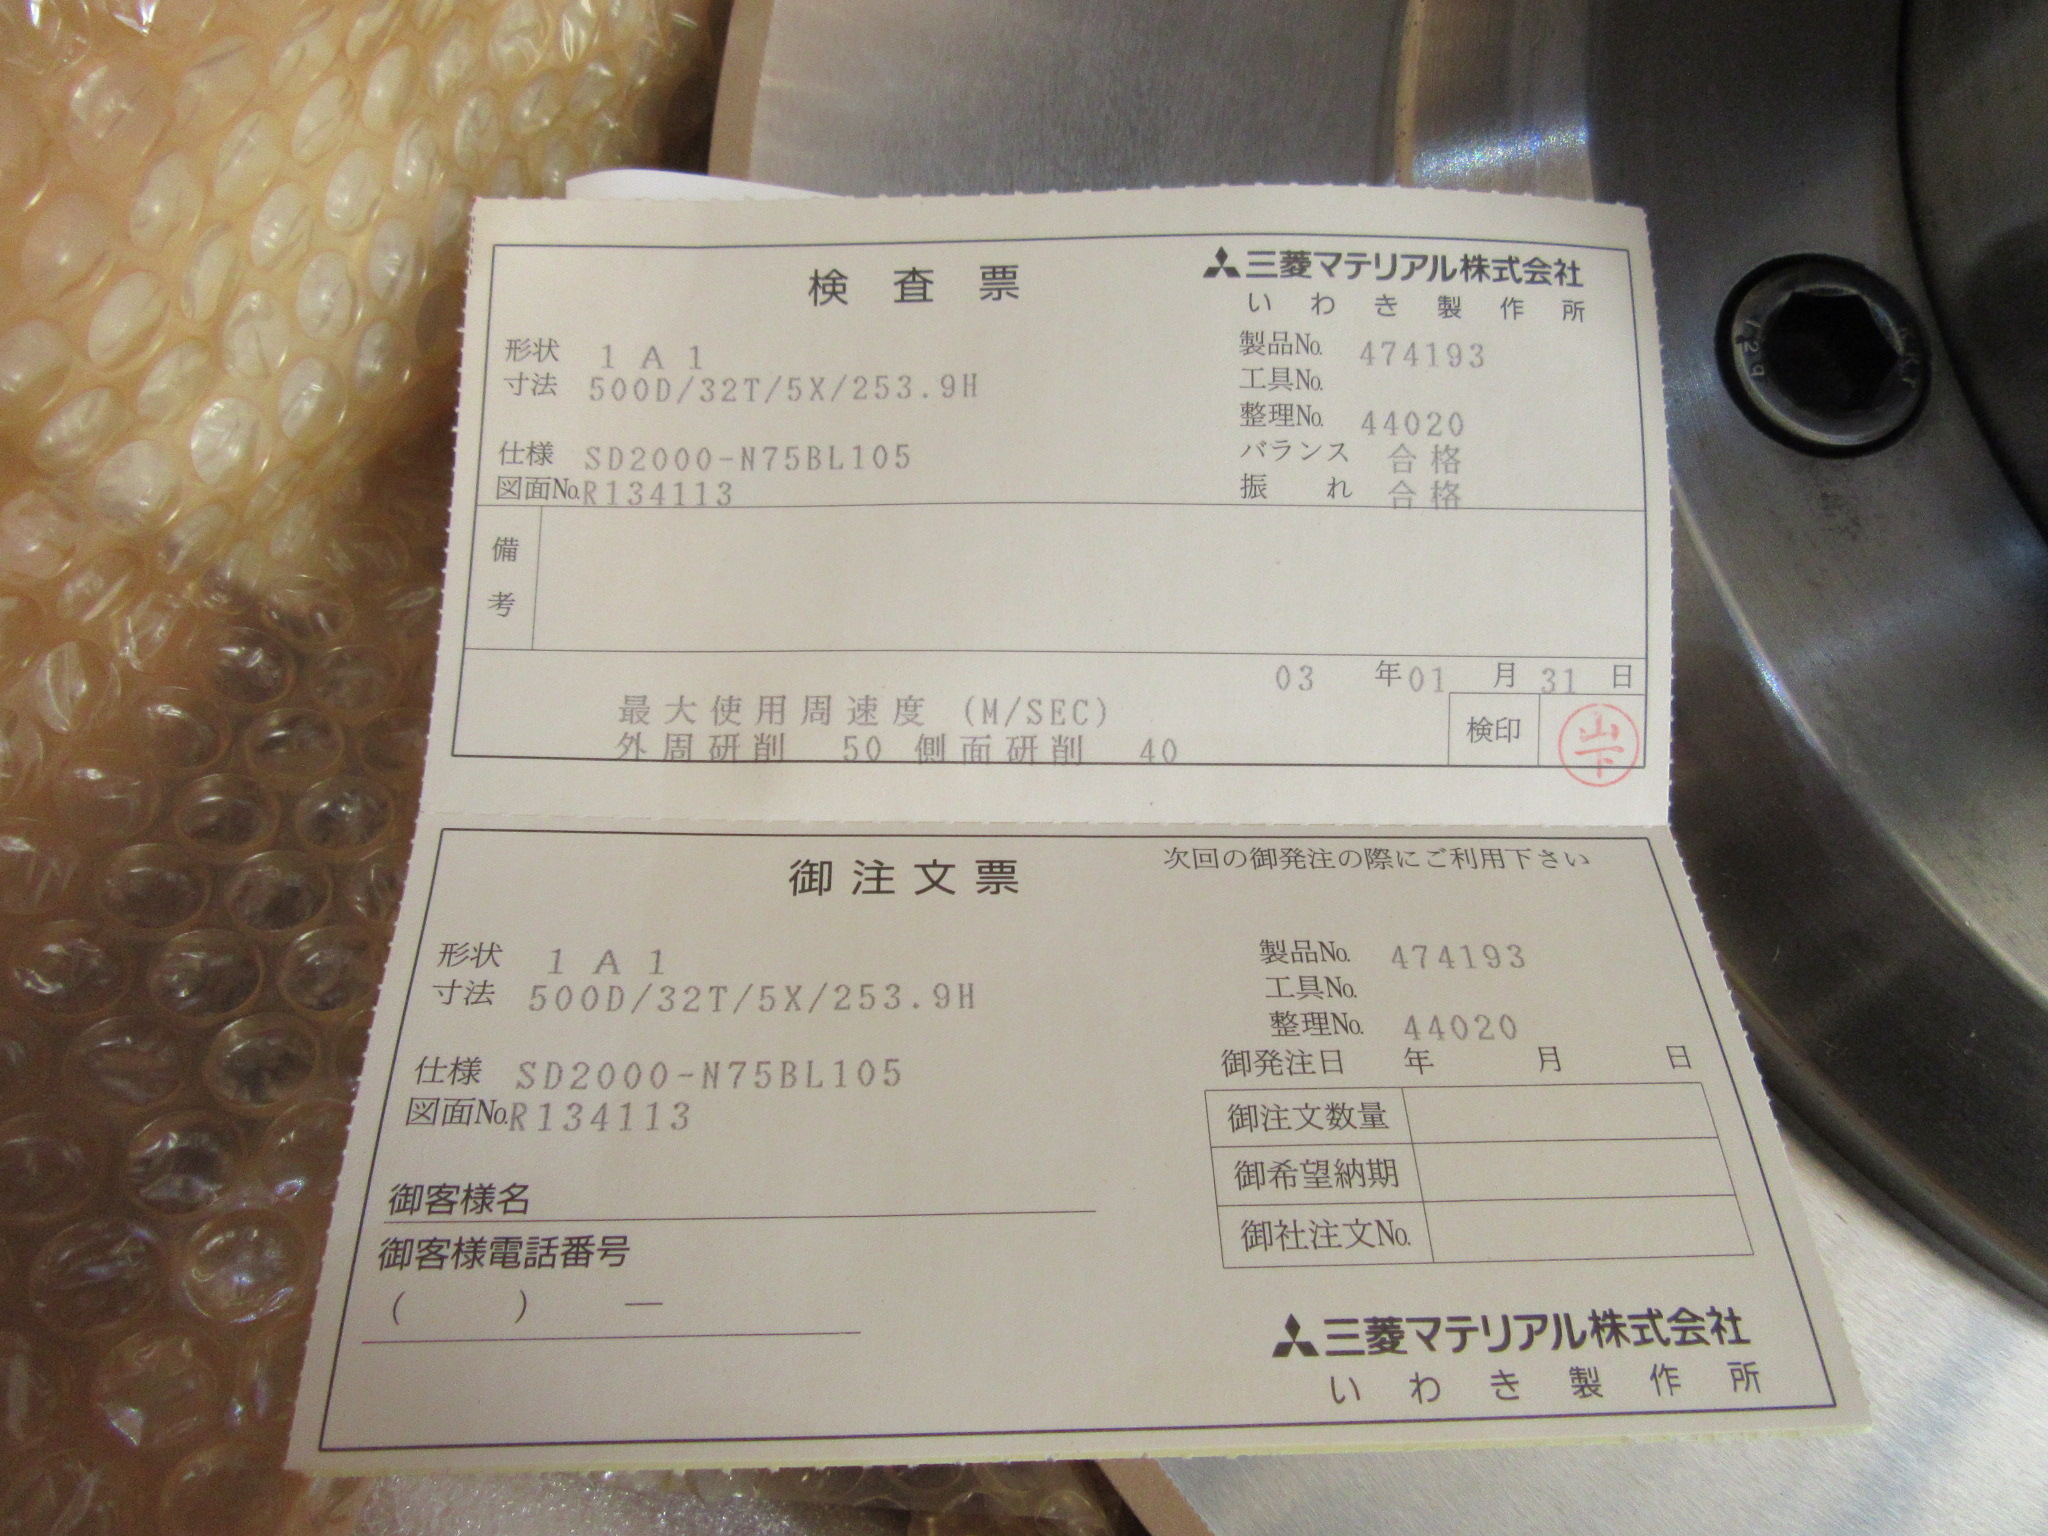 検査票
三菱マテリアル株式会社
いわき製作所
形状 1A1
寸法 500D/32T/5X/253.9H
仕様 SD2000-N75BL105
図面No.R134113
製品No. 474193
工具No.
整理No. 44020
バランス 合格
振れ 合格
備考
03 年 01 月 31 日
最大使用周速度 (M/SEC)
外周研削 50 側面研削 40
検印
山下
御注文票
次回の御発注の際にご利用下さい
形状 1A1
寸法 500D/32T/5X/253.9H
仕様 SD2000-N75BL105
図面No.R134113
製品No. 474193
工具No.
整理No. 44020
御発注日 年 月 日
御注文数量
御希望納期
御社注文No.
御客様名
御客様電話番号
( ) ―
三菱マテリアル株式会社
いわき製作所